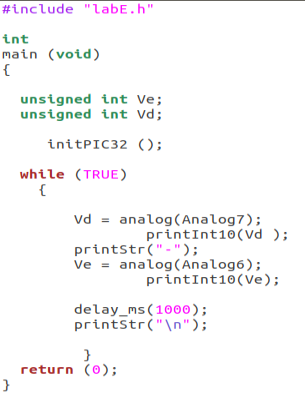 #include "labE.h"
int
main (void)
{
unsigned int Ve;
unsigned int Vd;
initPIC32 ();
while (TRUE)
{
Vd = analog(Analog7);
printInt10(Vd );
printStr("-");
Ve = analog(Analog6);
printInt10(Ve);
delay_ms(1000);
printStr("\n");
}
return (0);
}